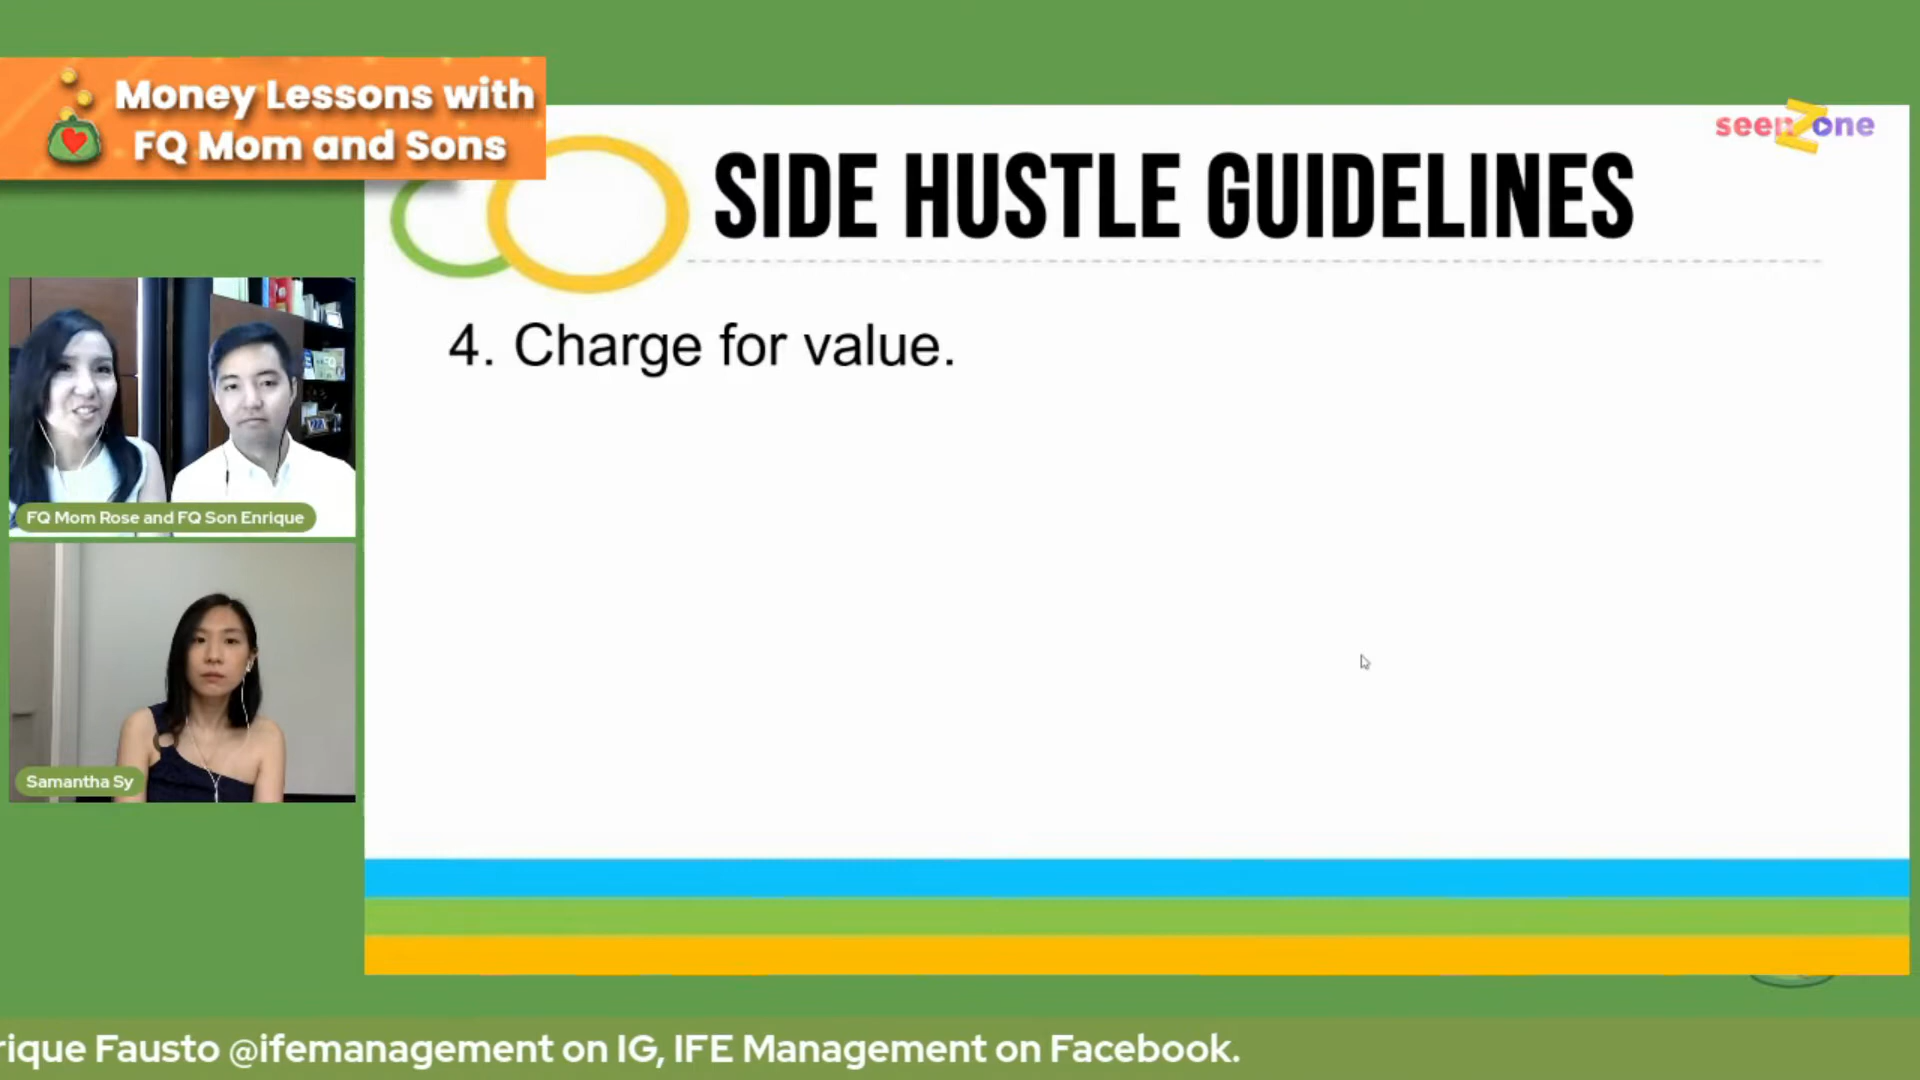 Money Lessons with
FQ Mom and Sons
seenZone
SIDE HUSTLE GUIDELINES
4. Charge for value.
FQ Mom Rose and FQ Son Enrique
Samantha Sy
rique Fausto @ifemanagement on IG, IFE Management on Facebook.